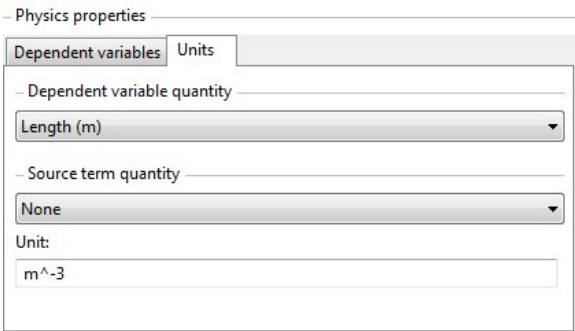 Physics properties
Dependent variables Units
Dependent variable quantity
Length (m)
Source term quantity
None
Unit:
m^-3